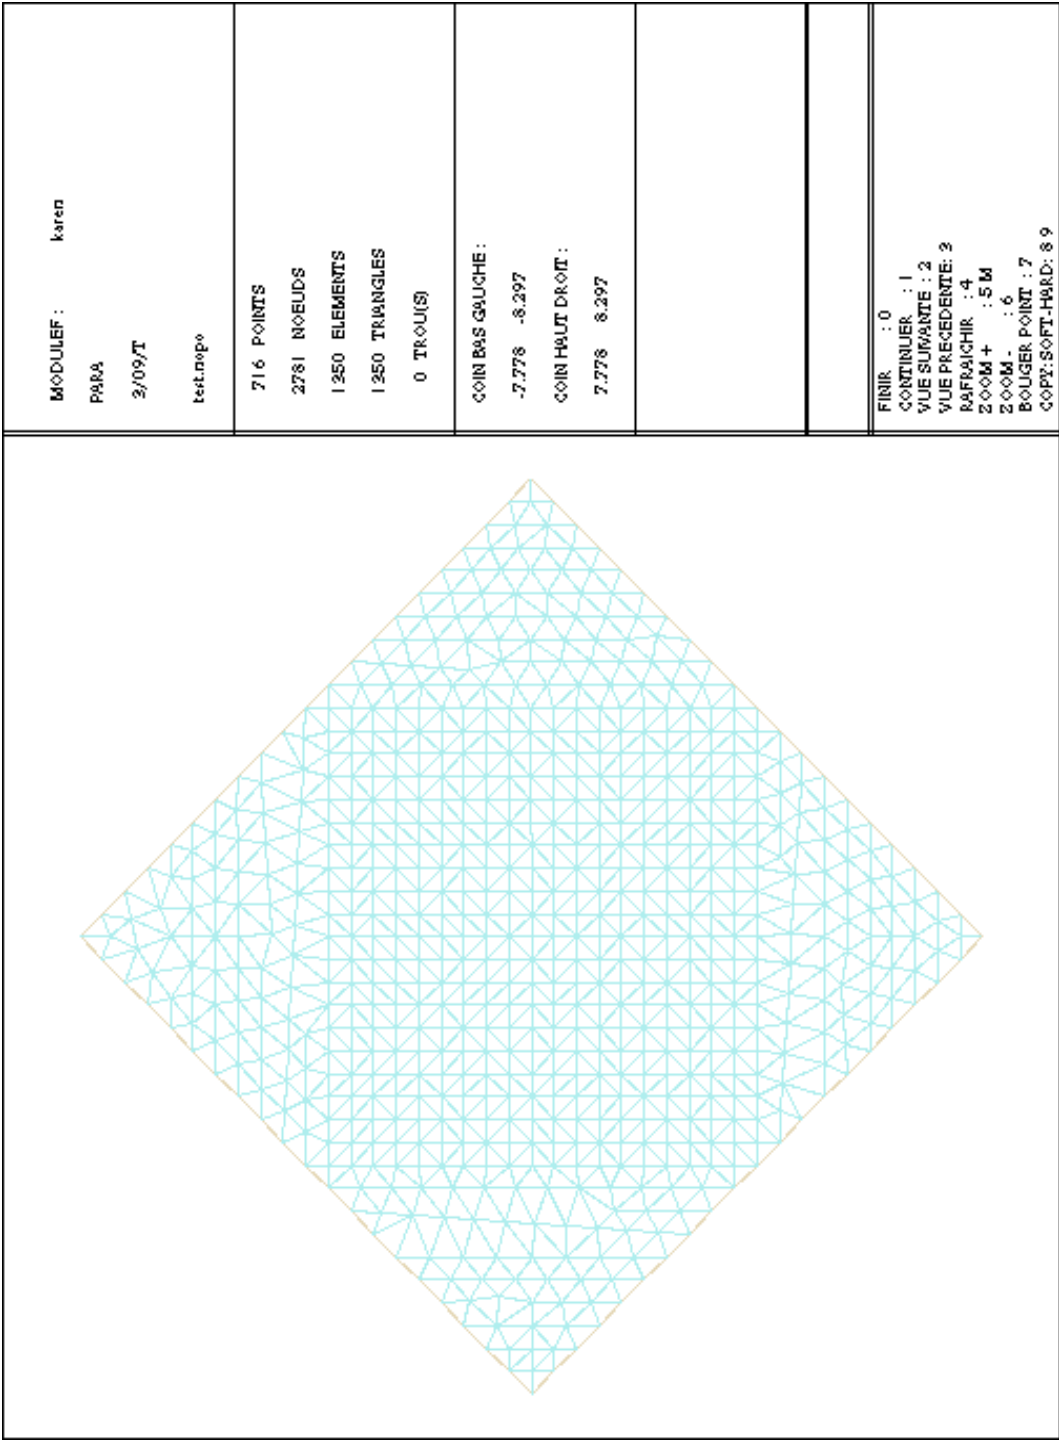 MODULEF : karen
PARA
3/09/T
test.nopo
716 POINTS
2781 NOEUDS
1350 ELEMENTS
1350 TRIANGLES
0 TROU(S)
COIN BAS GAUCHE :
-7.778 -8.297
COIN HAUT DROIT :
7.778 8.297
FINIR : 0
CONTINUER : 1
VUE SUIVANTE : 2
VUE PRECEDENTE: 3
RAFRAICHIR : 4
ZOOM + : 5 M
ZOOM - : 6
BOUGER POINT : 7
COPY: SOFT-HARD: 8 9